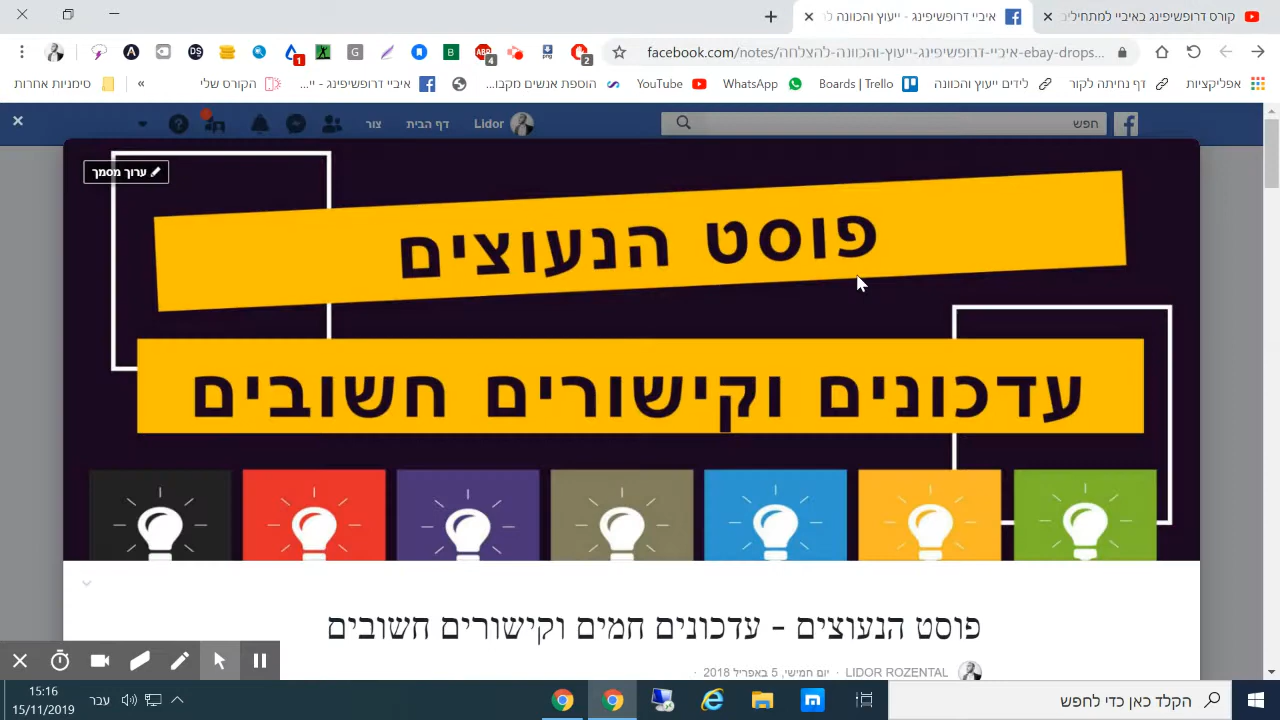 קורס דרופשיפינג באיביי למתחילי
איביי דרופשיפינג - ייעוץ והכוונה לו
facebook.com/notes/איביי-דרופשיפינג-ייעוץ-והכוונה-להצלחה-ebay-drops...
אפליקציות
דף נחיתה לקור...
לידים ייעוץ והכוונה
Boards | Trello
WhatsApp
YouTube
הוספת אנשים מקבו...
איביי דרופשיפינג - יי...
הקורס שלי
»
סימניות אחרות
חפש
Lidor
דף הבית
צור
ערוך מסמך
פוסט הנעוצים
עדכונים וקישורים חשובים
פוסט הנעוצים - עדכונים חמים וקישורים חשובים
LIDOR ROZENTAL · יום חמישי, 5 באפריל 2018 ·
הקלד כאן כדי לחפש
עבר
15:16
15/11/2019